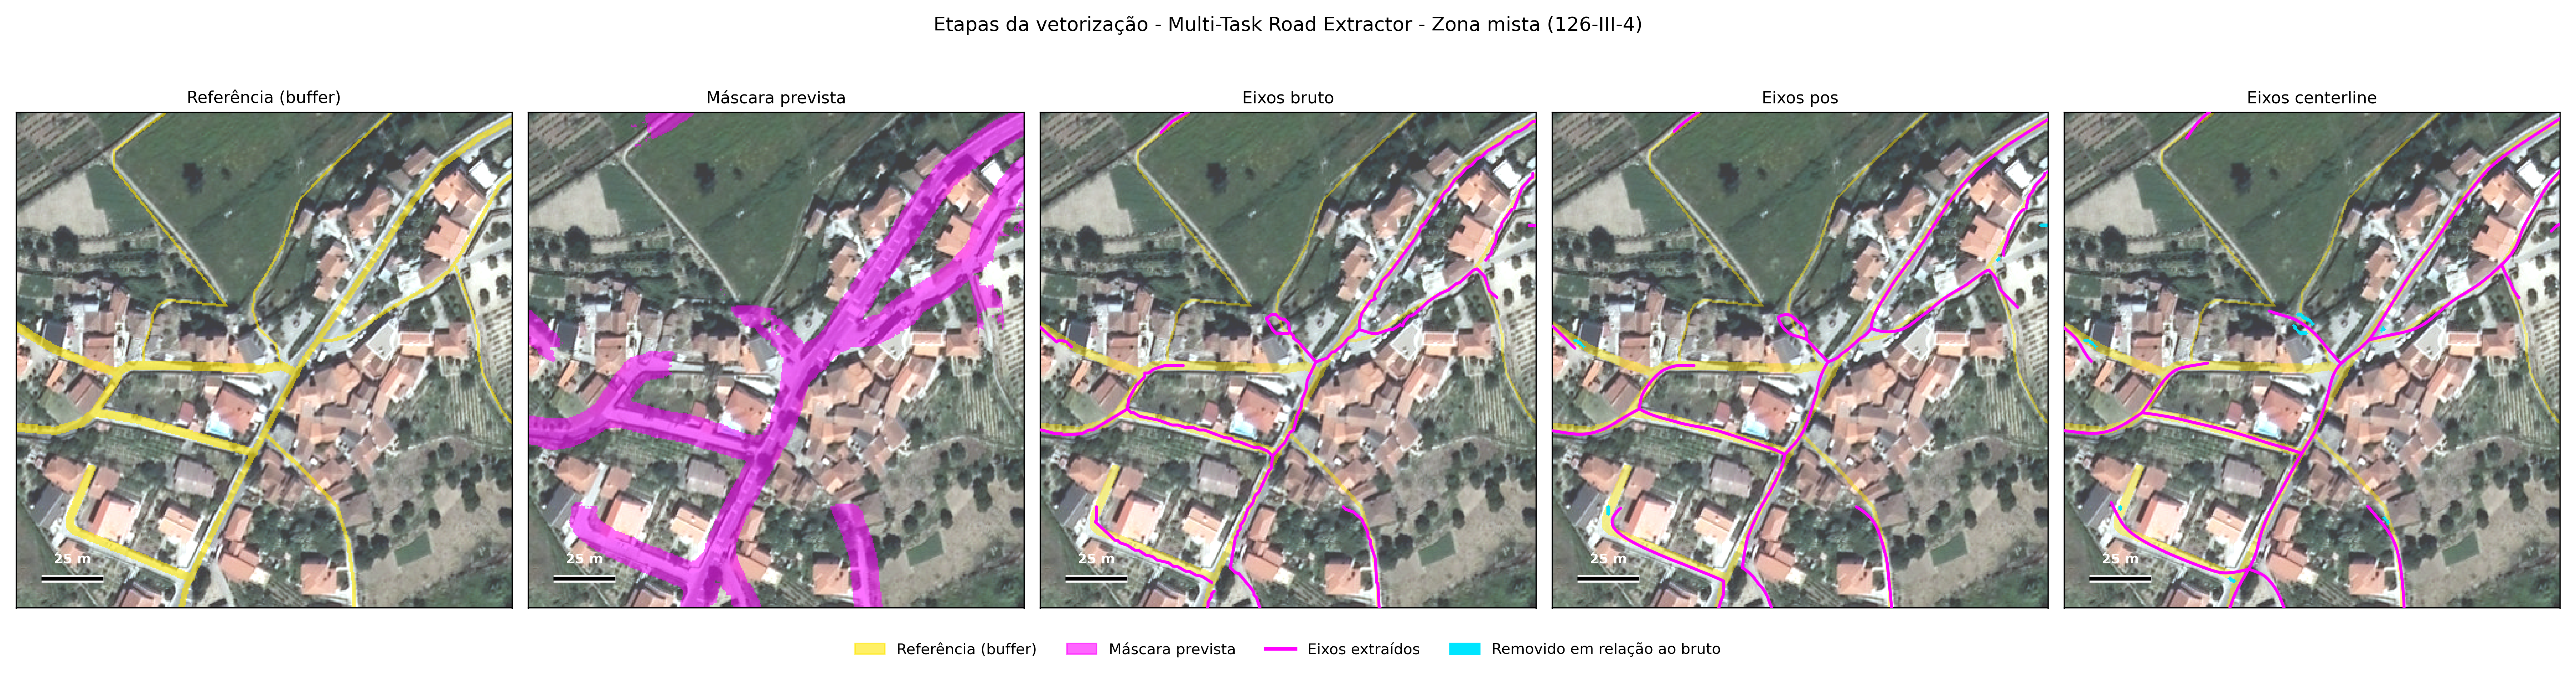 Etapas da vetorização - Multi-Task Road Extractor - Zona mista (126-III-4)
Referência (buffer)
Máscara prevista
Eixos bruto
Eixos pos
Eixos centerline
25 m
25 m
25 m
25 m
25 m
Referência (buffer)
Máscara prevista
Eixos extraídos
Removido em relação ao bruto